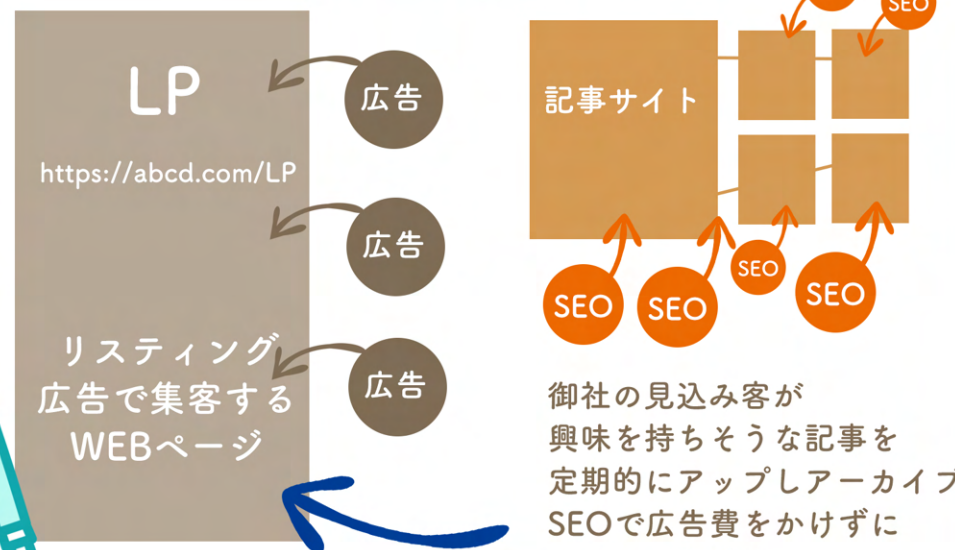 LP
https://abcd.com/LP
リスティング
広告で集客する
WEBページ
広告
広告
広告
記事サイト
SEO
SEO
SEO
SEO
SEO
御社の見込み客が
興味を持ちそうな記事を
定期的にアップしアーカイブ
SEOで広告費をかけずに